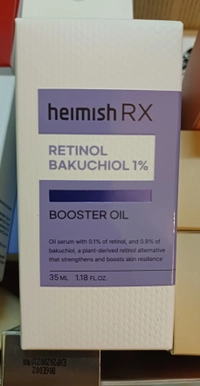 heimish RX
RETINOL
BAKUCHIOL 1%
BOOSTER OIL
Oil serum with 0.1% of retinol, and 0.9% of
bakuchiol, a plant-derived retinol alternative
that strengthens and boosts skin resiliance
35 ML 1.18 FL.OZ.